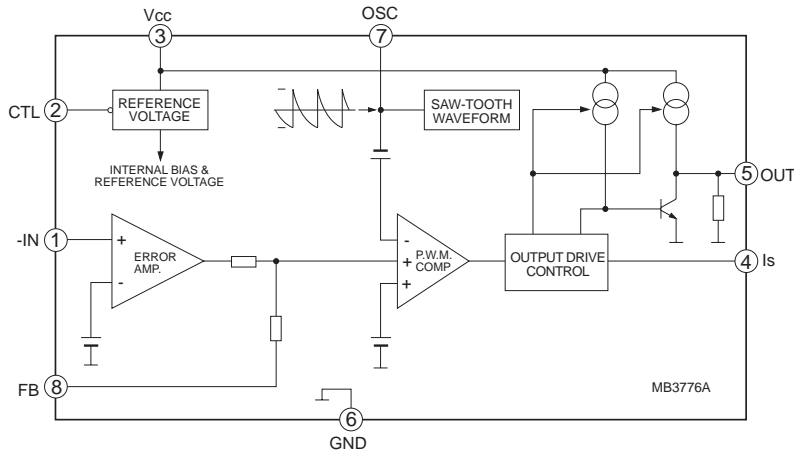 Vcc
3
OSC
7
CTL
2
REFERENCE
VOLTAGE
SAW-TOOTH
WAVEFORM
INTERNAL BIAS &
REFERENCE VOLTAGE
5
OUT
-IN
1
+
ERROR
AMP.
-
-
P.W.M.
+
COMP
+
OUTPUT DRIVE
CONTROL
4
Is
FB
8
6
GND
MB3776A